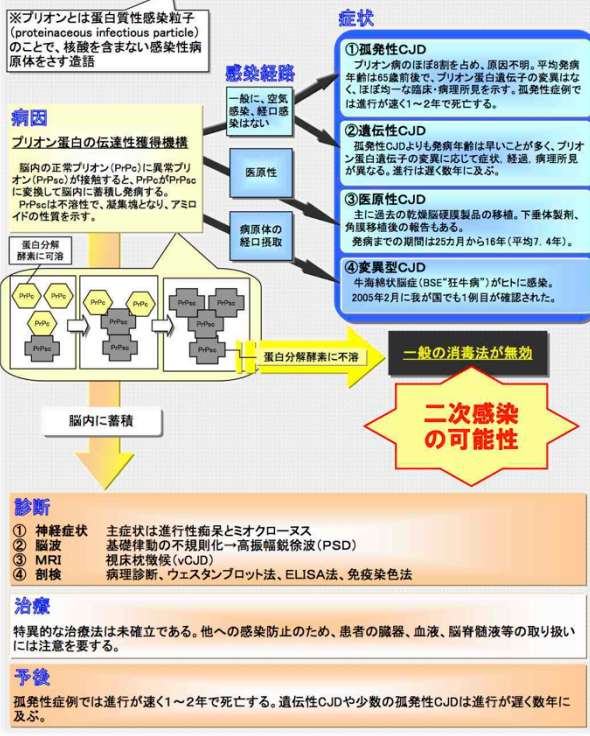 ※プリオンとは蛋白質性感染粒子
(proteinaceous infectious particle)
のことで、核酸を含まない感染性病
原体をさす造語
病因
プリオン蛋白の伝達性獲得機構
脳内の正常プリオン(PrPc)に異常プリ
オン(PrPsc)が接触すると、PrPcがPrPsc
に変換して脳内に蓄積し発病する。
PrPscは不溶性で、凝集塊となり、アミロ
イドの性質を示す。
感染経路
一般に、空気
感染、経口感
染はない
医原性
病原体の
経口摂取
症状
①孤発性CJD
プリオン病のほぼ8割を占め、原因不明。平均発病
年齢は65歳前後で、プリオン蛋白遺伝子の変異はな
く、ほぼ均一な臨床・病理所見を示す。孤発性症例で
は進行が速く1~2年で死亡する。
②遺伝性CJD
孤発性CJDよりも発病年齢は早いことが多く、プリオ
ン蛋白遺伝子の変異に応じて症状、経過、病理所見
が異なる。進行は遅く数年に及ぶ。
③医原性CJD
主に過去の乾燥脳硬膜製品の移植。下垂体製剤、
角膜移植後の報告もある。
発病までの期間は25カ月から16年(平均7.4年)。
④変異型CJD
牛海綿状脳症(BSE“狂牛病”)がヒトに感染。
2005年2月に我が国でも1例目が確認された。
蛋白分解
酵素に可溶
PrPc
PrPc
PrPc
PrPsc
PrPc
PrPc
PrPsc
PrPsc
PrPsc
PrPsc
PrPsc
蛋白分解酵素に不溶
一般の消毒法が無効
二次感染
の可能性
脳内に蓄積
診断
① 神経症状 主症状は進行性痴呆とミオクローヌス
② 脳波 基礎律動の不規則化→高振幅鋭徐波(PSD)
③ MRI 視床枕徴候(vCJD)
④ 剖検 病理診断、ウェスタンブロット法、ELISA法、免疫染色法
治療
特異的な治療法は未確立である。他への感染防止のため、患者の臓器、血液、脳脊髄液等の取り扱い
には注意を要する。
予後
孤発性症例では進行が速く1~2年で死亡する。遺伝性CJDや少数の孤発性CJDは進行が遅く数年に
及ぶ。